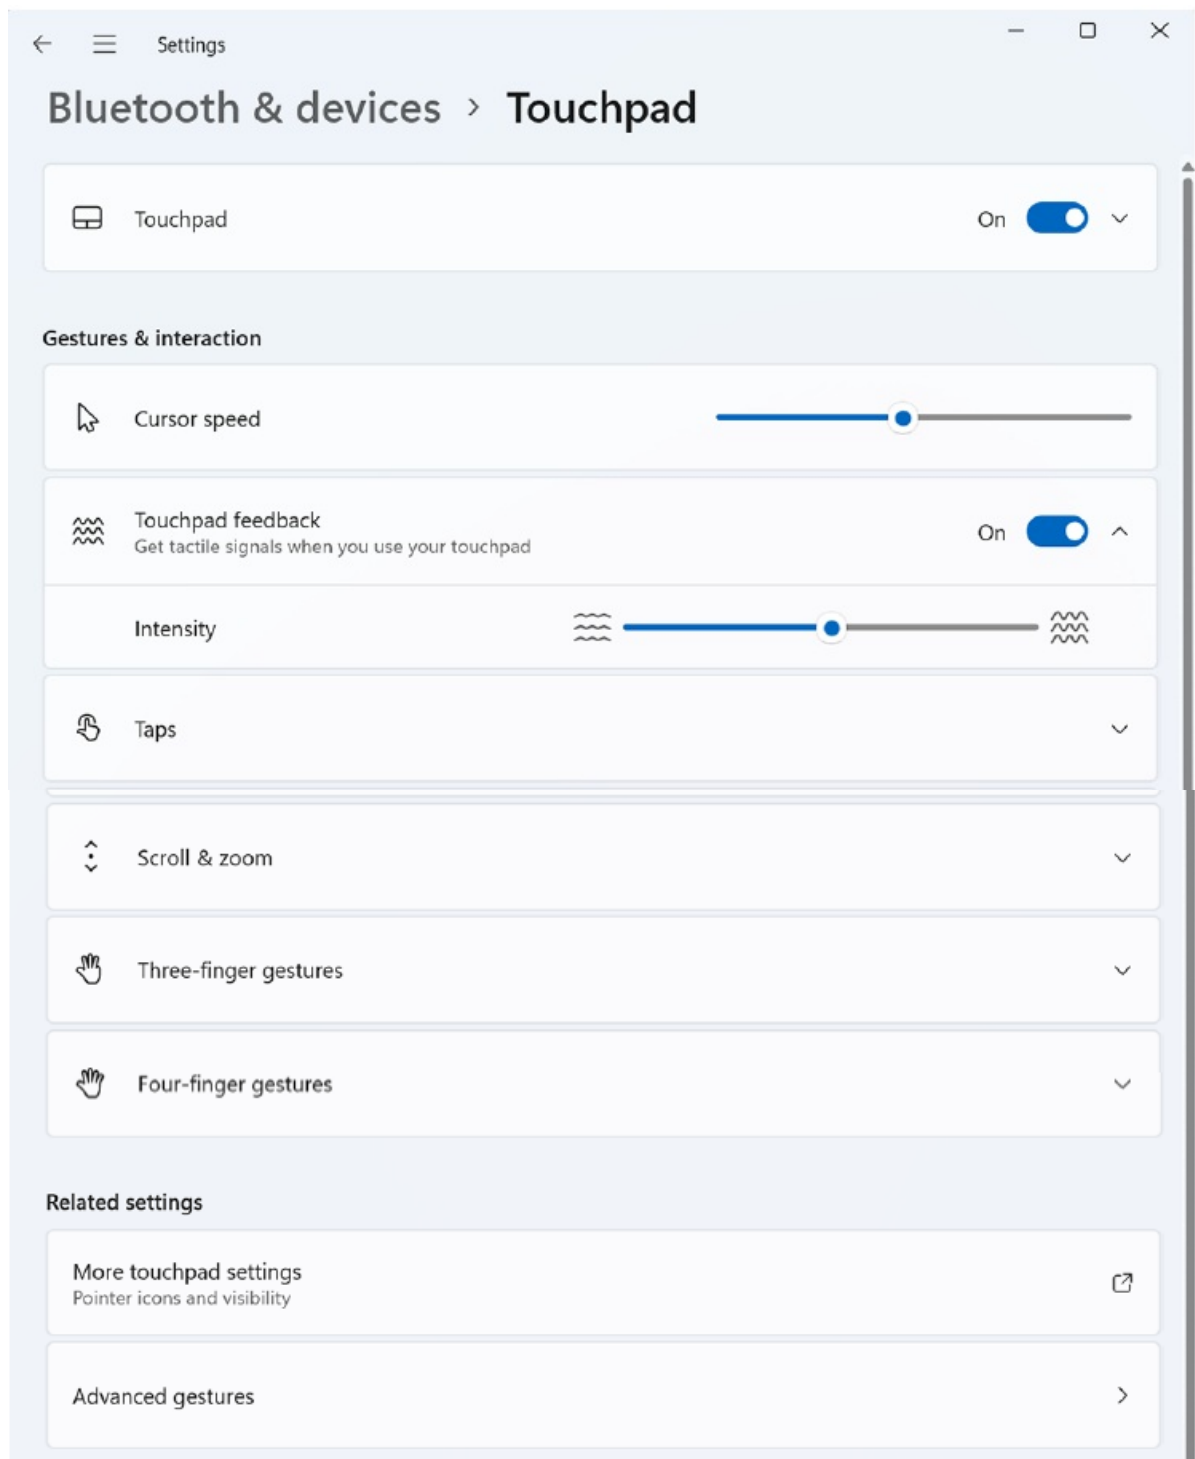 Settings
Bluetooth & devices > Touchpad
Touchpad On
Gestures & interaction
Cursor speed
Touchpad feedback
Get tactile signals when you use your touchpad
On
Intensity
Taps
Scroll & zoom
Three-finger gestures
Four-finger gestures
Related settings
More touchpad settings
Pointer icons and visibility
Advanced gestures